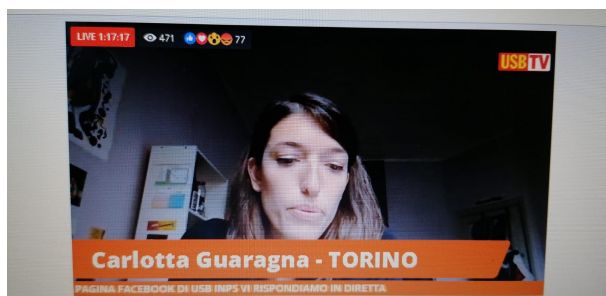 LIVE 1:17:17 471 77
USBTV
Carlotta Guaragna - TORINO
PAGINA FACEBOOK DI USB INPS VI RISPONDIAMO IN DIRETTA